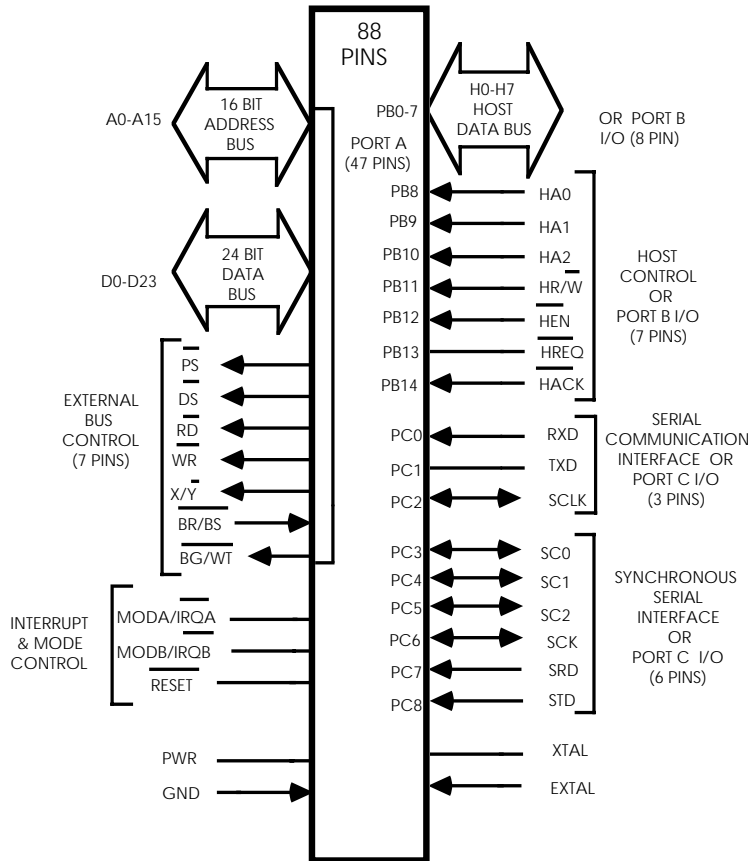 88
PINS
A0-A15
16 BIT
ADDRESS
BUS
PORT A
(47 PINS)
D0-D23
24 BIT
DATA
BUS
EXTERNAL
BUS
CONTROL
(7 PINS)
PS
DS
RD
WR
X/Y
BR/BS
BG/WT
INTERRUPT
& MODE
CONTROL
MODA/IRQA
MODB/IRQB
RESET
PWR
GND
PB0-7
H0-H7
HOST
DATA BUS
OR PORT B
I/O (8 PIN)
PB8 HA0
PB9 HA1
PB10 HA2
PB11 HR/W
PB12 HEN
PB13 HREQ
PB14 HACK
HOST
CONTROL
OR
PORT B I/O
(7 PINS)
PC0 RXD
PC1 TXD
PC2 SCLK
SERIAL
COMMUNICATION
INTERFACE OR
PORT C I/O
(3 PINS)
PC3 SC0
PC4 SC1
PC5 SC2
PC6 SCK
PC7 SRD
PC8 STD
SYNCHRONOUS
SERIAL
INTERFACE
OR
PORT C I/O
(6 PINS)
XTAL
EXTAL